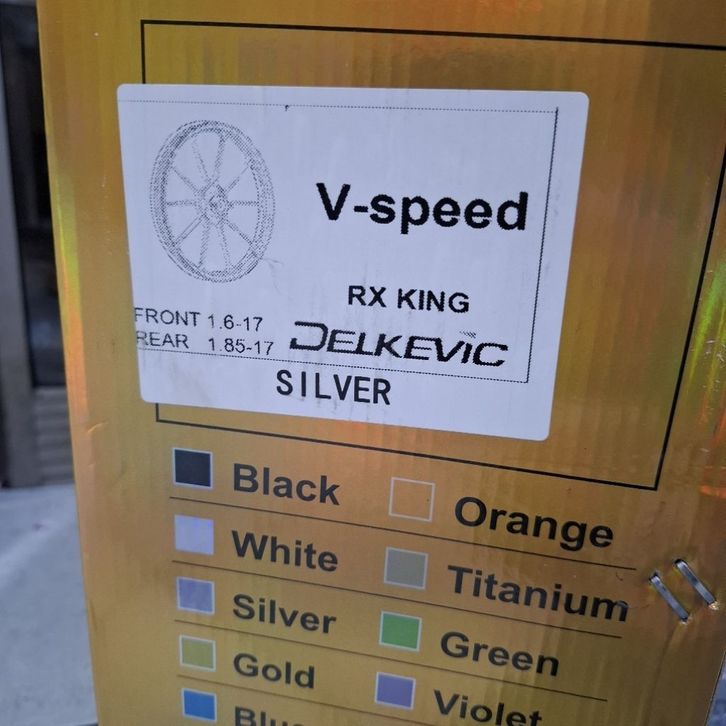 V-speed
RX KING
FRONT 1.6-17
REAR 1.85-17
DELKEVIC
SILVER
Black
Orange
White
Titanium
Silver
Green
Gold
Violet
Blue